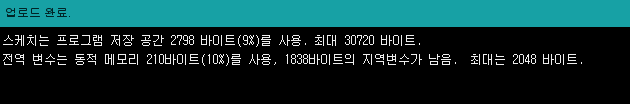 업로드 완료.
스케치는 프로그램 저장 공간 2798 바이트(9%)를 사용. 최대 30720 바이트.
전역 변수는 동적 메모리 210바이트(10%)를 사용, 1838바이트의 지역변수가 남음. 최대는 2048 바이트.